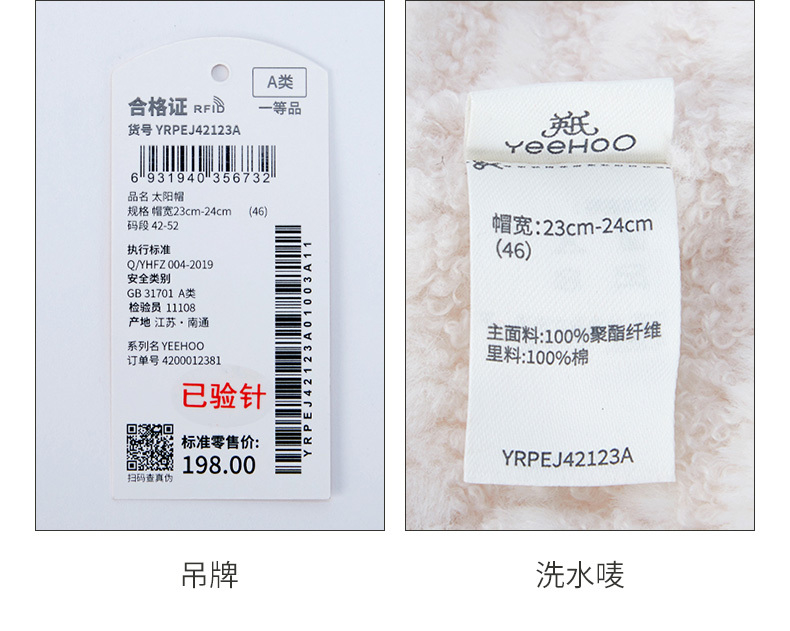 A类
合格证 RFID 一等品
货号 YRPEJ42123A
6 931940 356732
品名 太阳帽
规格 帽宽23cm-24cm (46)
码段 42-52
执行标准
Q/YHFZ 004-2019
安全类别
GB 31701 A类
检验员 11108
产地 江苏·南通
系列名 YEEHOO
订单号 4200012381
已验针
YRPEJ42123A01003A11
标准零售价:
198.00
扫码查真伪
吊牌
英氏
YeeHOO
帽宽:23cm-24cm
(46)
主面料:100%聚酯纤维
里料:100%棉
YRPEJ42123A
洗水唛